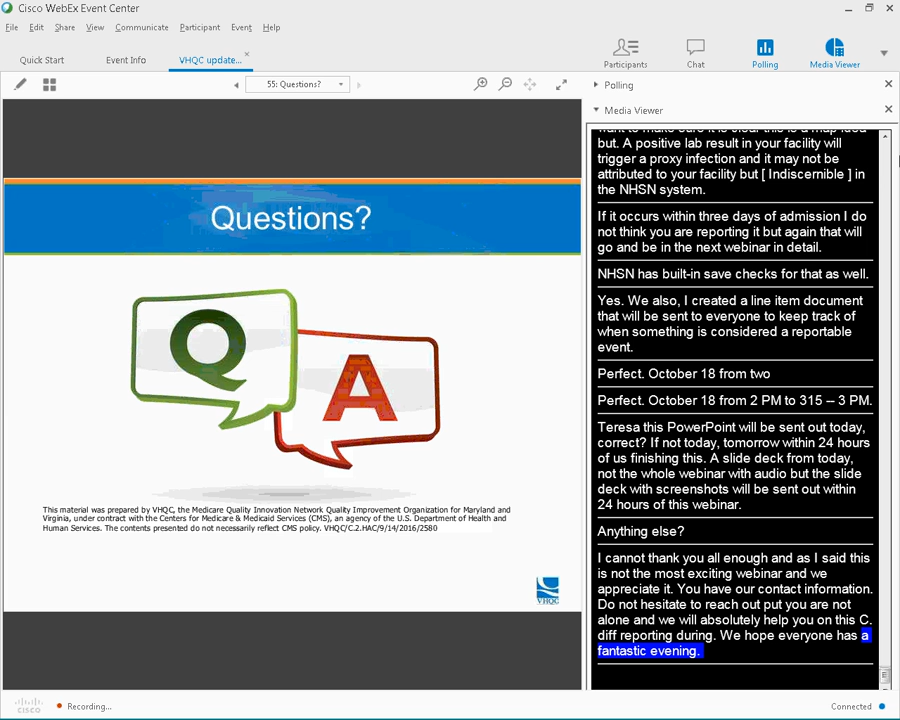 Cisco WebEx Event Center
File Edit Share View Communicate Participant Event Help
Quick Start Event Info VHQC update...
Participants Chat Polling Media Viewer
55: Questions?
Polling
Media Viewer
Questions?
Q
A
This material was prepared by VHQC, the Medicare Quality Innovation Network Quality Improvement Organization for Maryland and
Virginia, under contract with the Centers for Medicare & Medicaid Services (CMS), an agency of the U.S. Department of Health and
Human Services. The contents presented do not necessarily reflect CMS policy. VHQC/C.2.HAC/9/14/2016/2580
VHQC
want to make sure it is clear this is a map idea
but. A positive lab result in your facility will
trigger a proxy infection and it may not be
attributed to your facility but [ Indiscernible ] in
the NHSN system.
If it occurs within three days of admission I do
not think you are reporting it but again that will
go and be in the next webinar in detail.
NHSN has built-in save checks for that as well.
Yes. We also, I created a line item document
that will be sent to everyone to keep track of
when something is considered a reportable
event.
Perfect. October 18 from two
Perfect. October 18 from 2 PM to 315 -- 3 PM.
Teresa this PowerPoint will be sent out today,
correct? If not today, tomorrow within 24 hours
of us finishing this. A slide deck from today,
not the whole webinar with audio but the slide
deck with screenshots will be sent out within
24 hours of this webinar.
Anything else?
I cannot thank you all enough and as I said this
is not the most exciting webinar and we
appreciate it. You have our contact information.
Do not hesitate to reach out put you are not
alone and we will absolutely help you on this C.
diff reporting during. We hope everyone has a
fantastic evening.
CISCO
Recording...
Connected